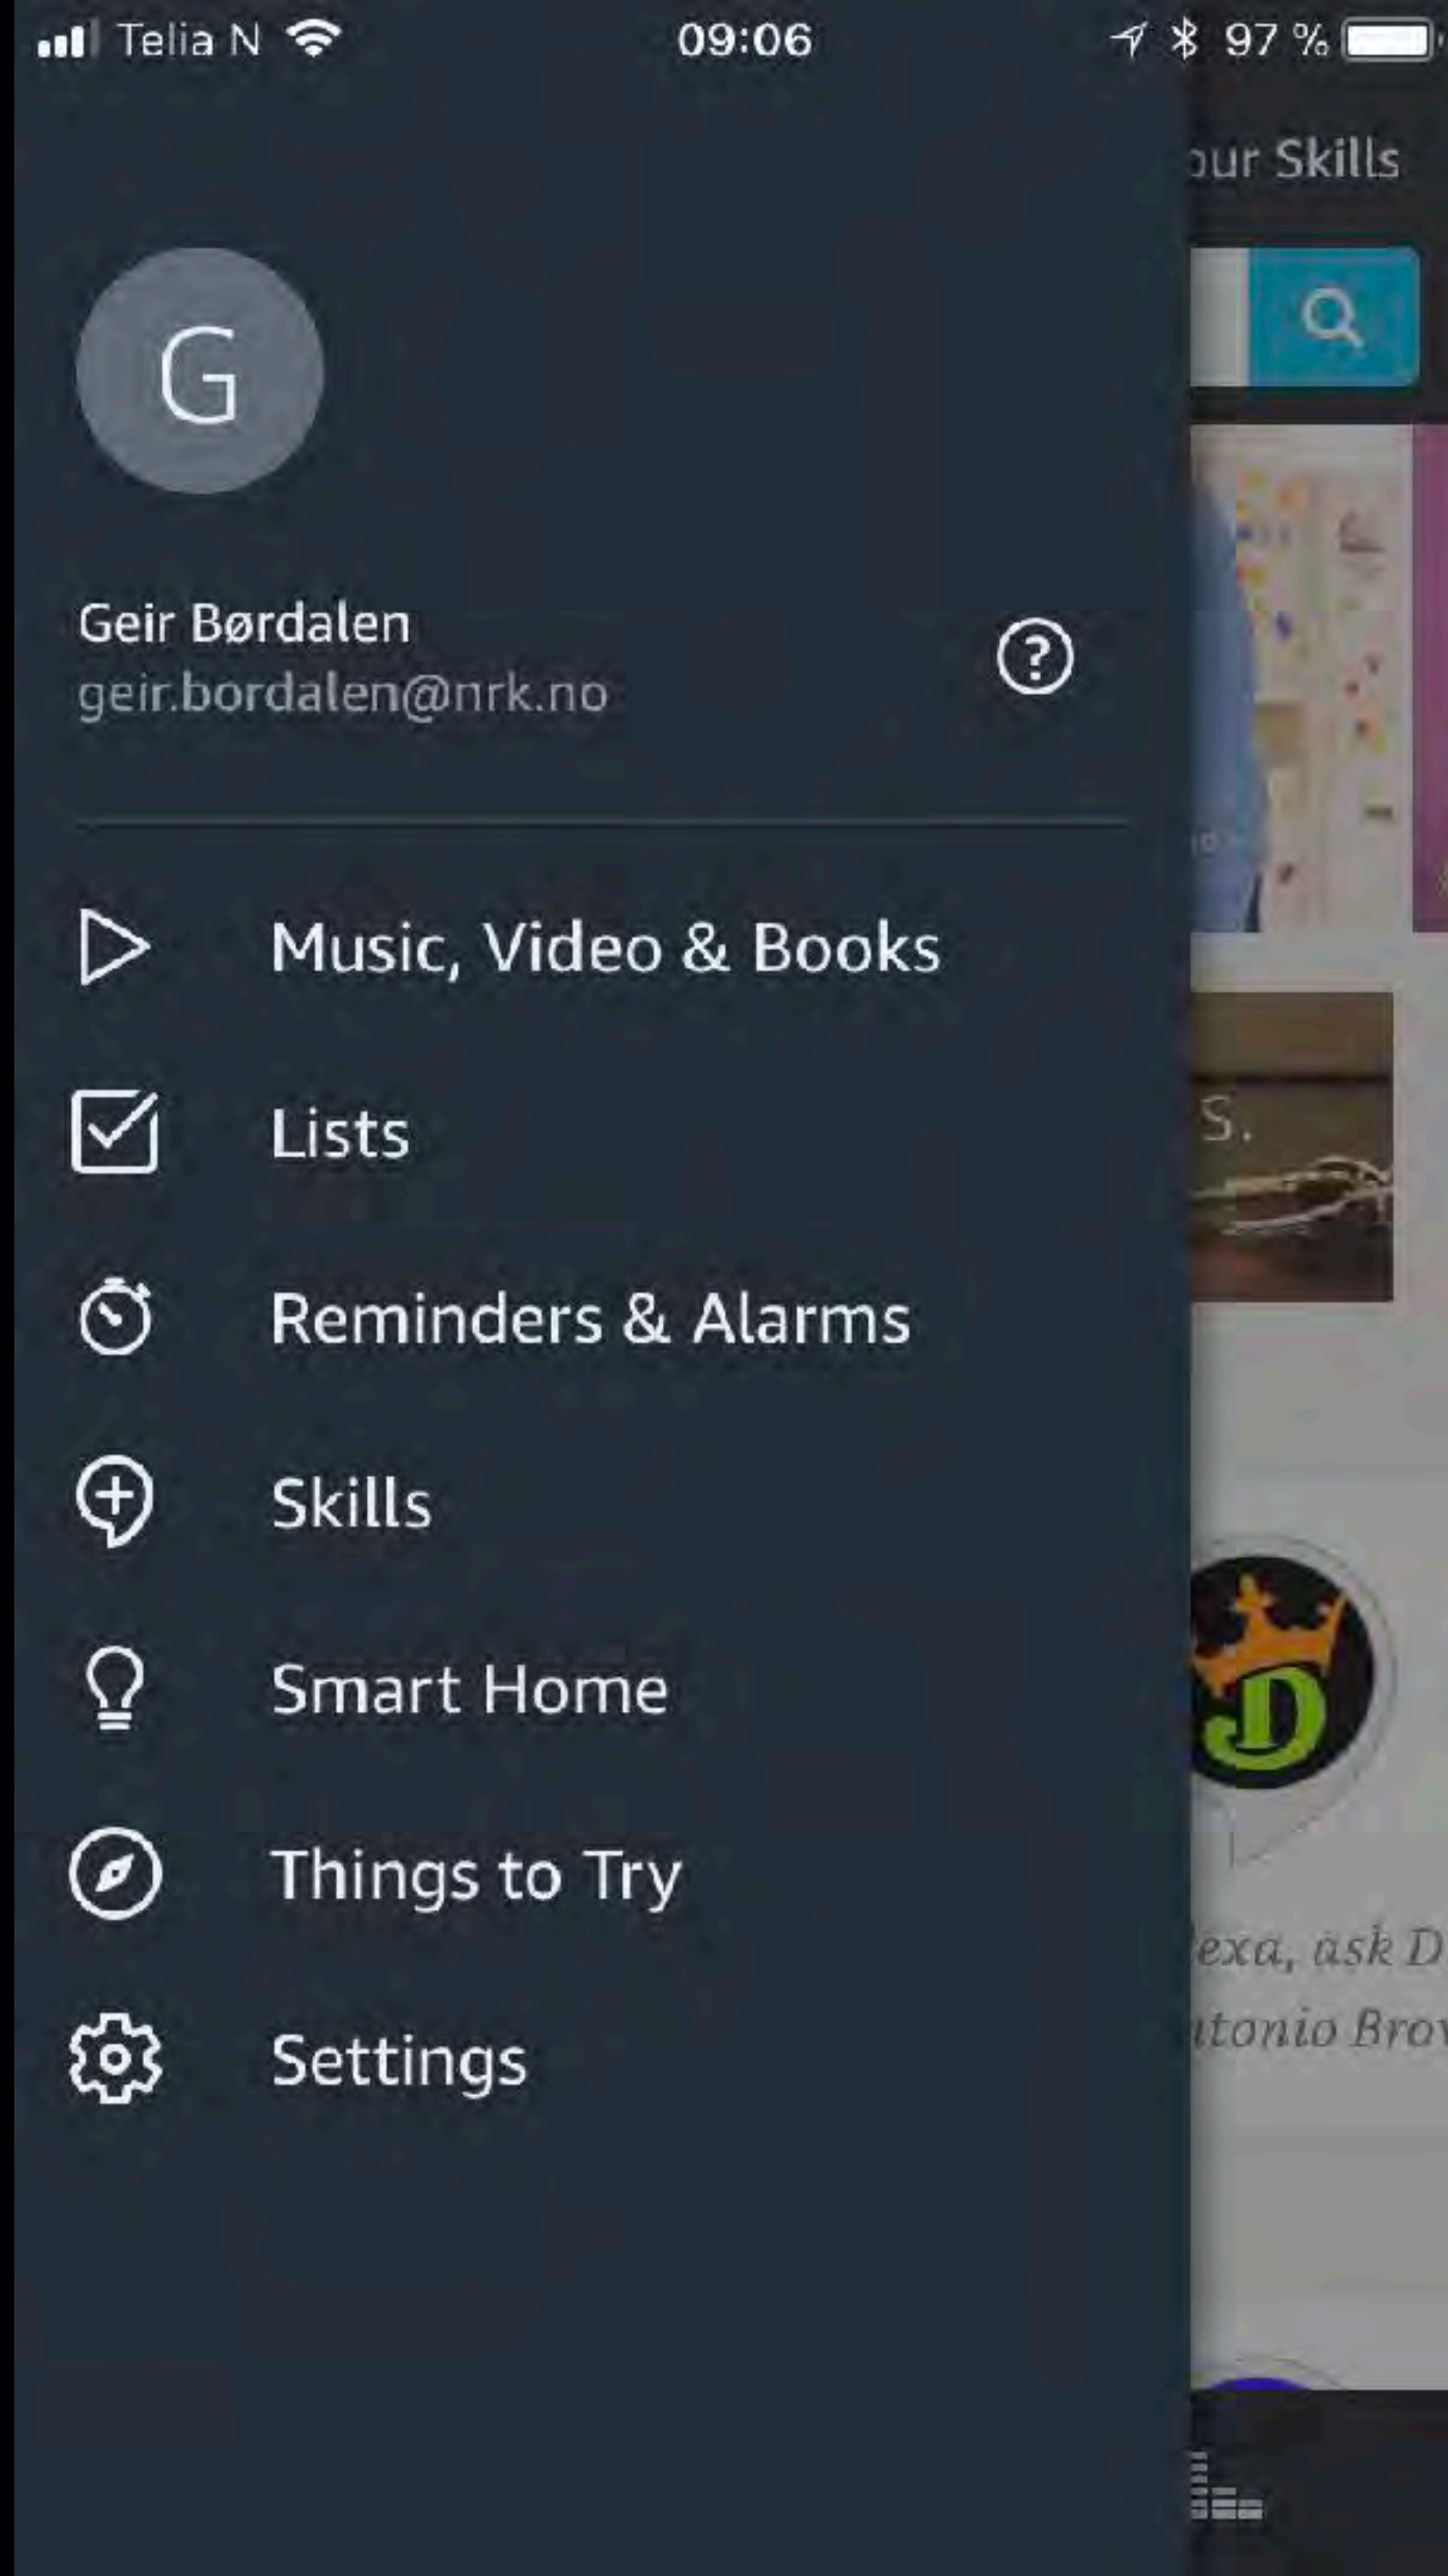 Telia N 09:06 97 %
our Skills
G
Geir Børdalen
geir.bordalen@nrk.no
?
Music, Video & Books
Lists
S.
Reminders & Alarms
Skills
Smart Home
D
Things to Try
exa, ask D
Settings
tonio Brow